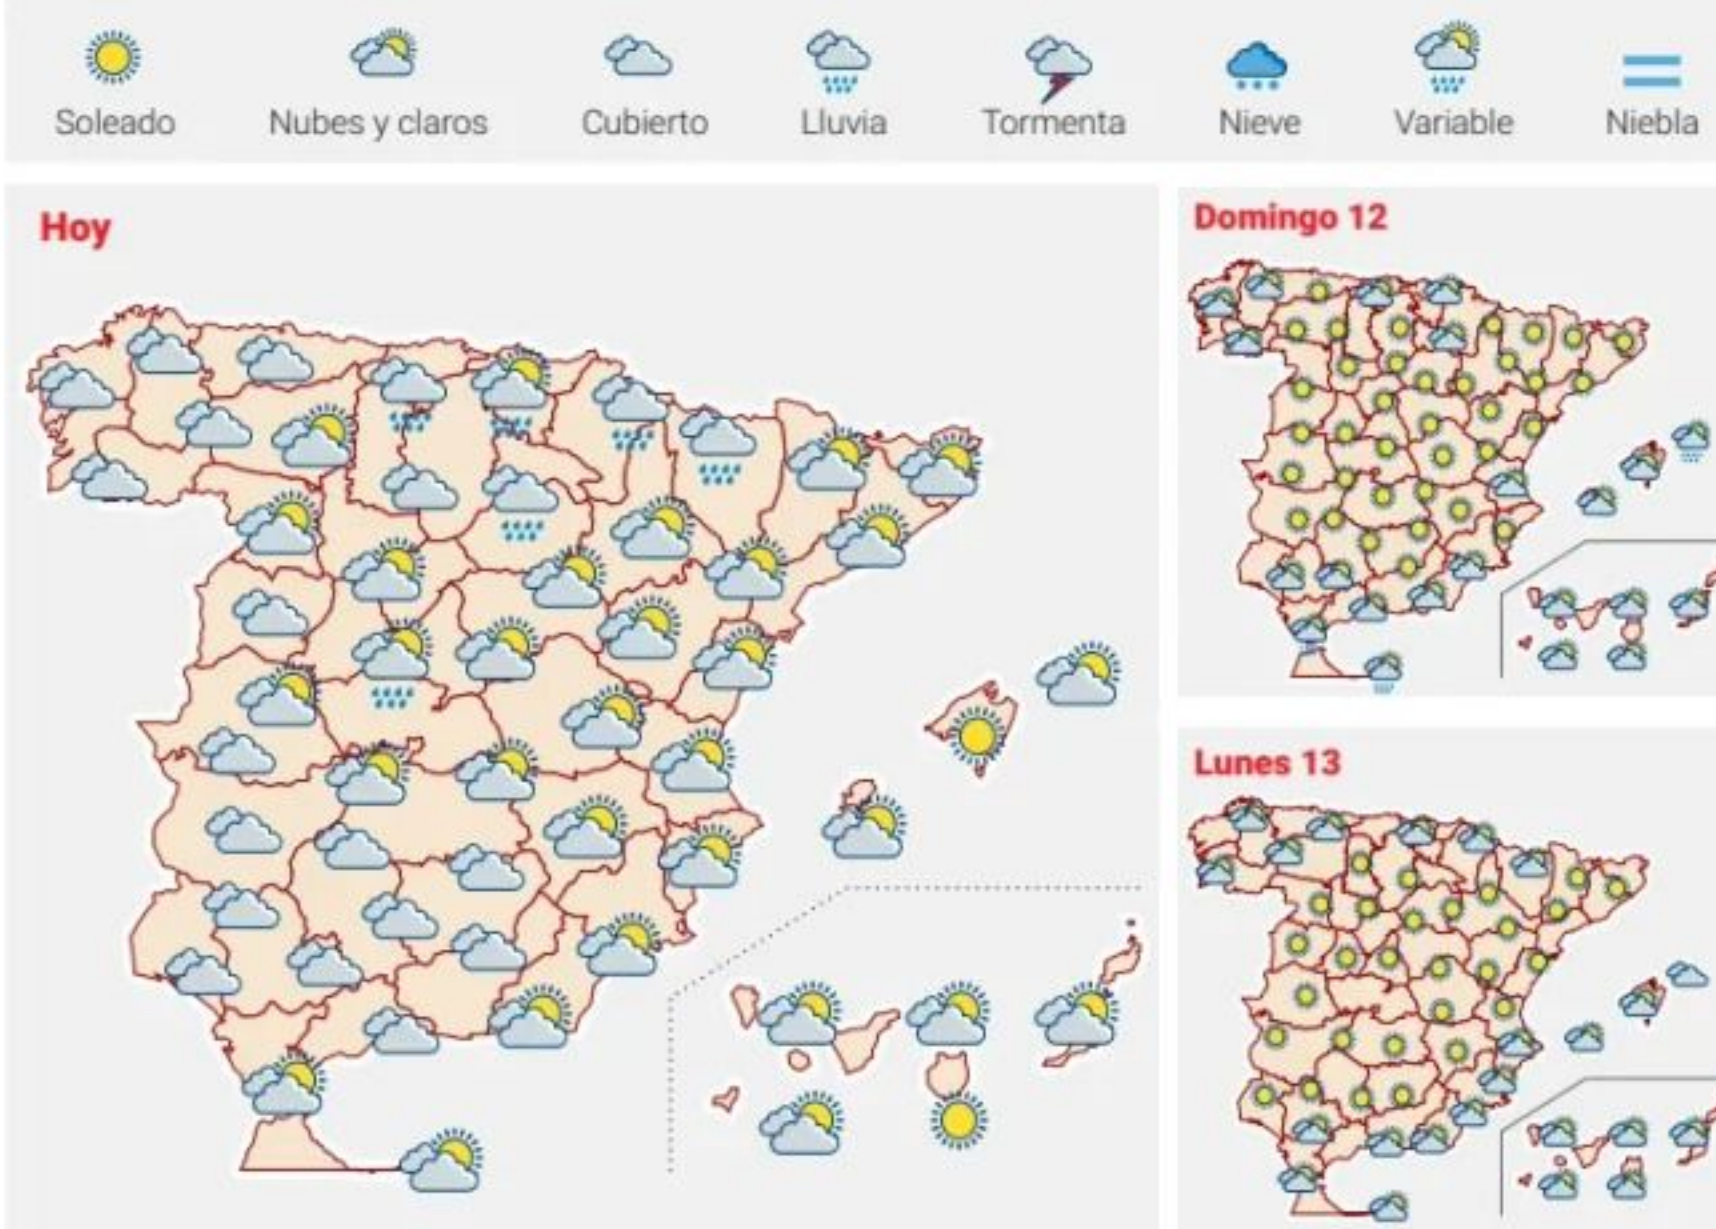 Soleado Nubes y claros Cubierto Lluvia Tormenta Nieve Variable Niebla
Hoy
Domingo 12
Lunes 13